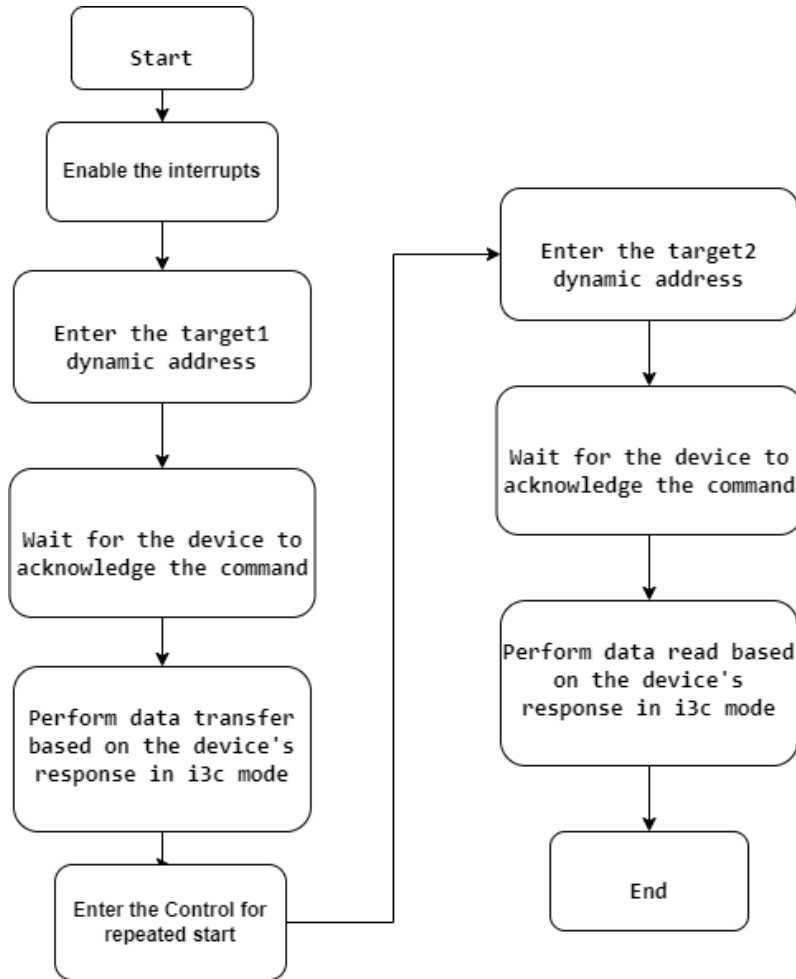 Start
Enable the interrupts
Enter the target1
dynamic address
Wait for the device to
acknowledge the command
Perform data transfer
based on the device's
response in i3c mode
Enter the Control for
repeated start
Enter the target2
dynamic address
Wait for the device to
acknowledge the command
Perform data read based
on the device's
response in i3c mode
End